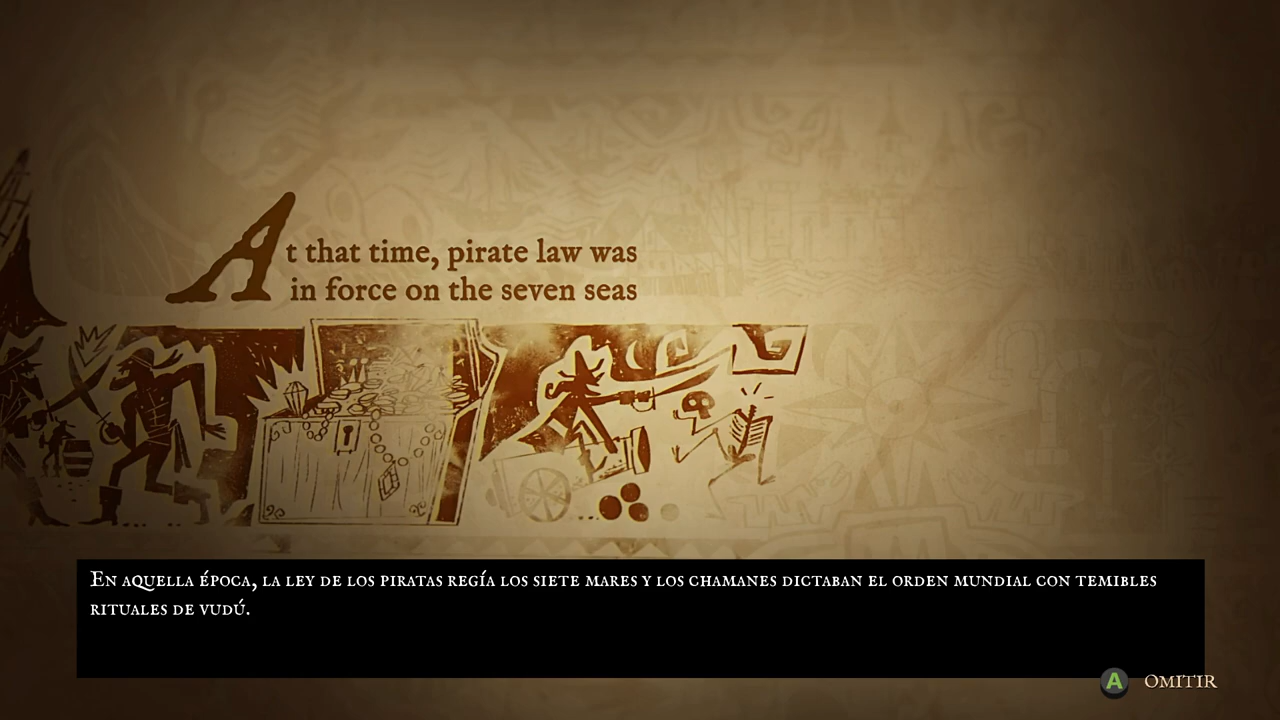 At that time, pirate law was
in force on the seven seas
En aquella época, la ley de los piratas regía los siete mares y los chamanes dictaban el orden mundial con temibles
rituales de vudú.
A OMITIR